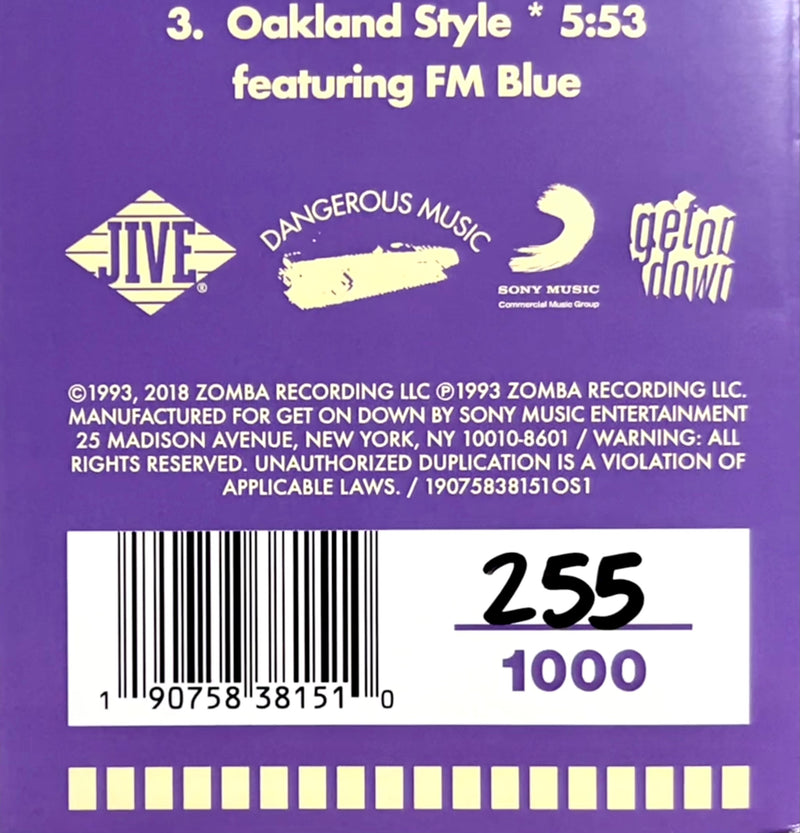 3. Oakland Style * 5:53
featuring FM Blue
JIVE®
DANGEROUS MUSIC
SONY MUSIC
Commercial Music Group
get on
down
©1993, 2018 ZOMBA RECORDING LLC ℗1993 ZOMBA RECORDING LLC.
MANUFACTURED FOR GET ON DOWN BY SONY MUSIC ENTERTAINMENT
25 MADISON AVENUE, NEW YORK, NY 10010-8601 / WARNING: ALL
RIGHTS RESERVED. UNAUTHORIZED DUPLICATION IS A VIOLATION OF
APPLICABLE LAWS. / 19075838151OS1
255
1000
1 90758 38151 0